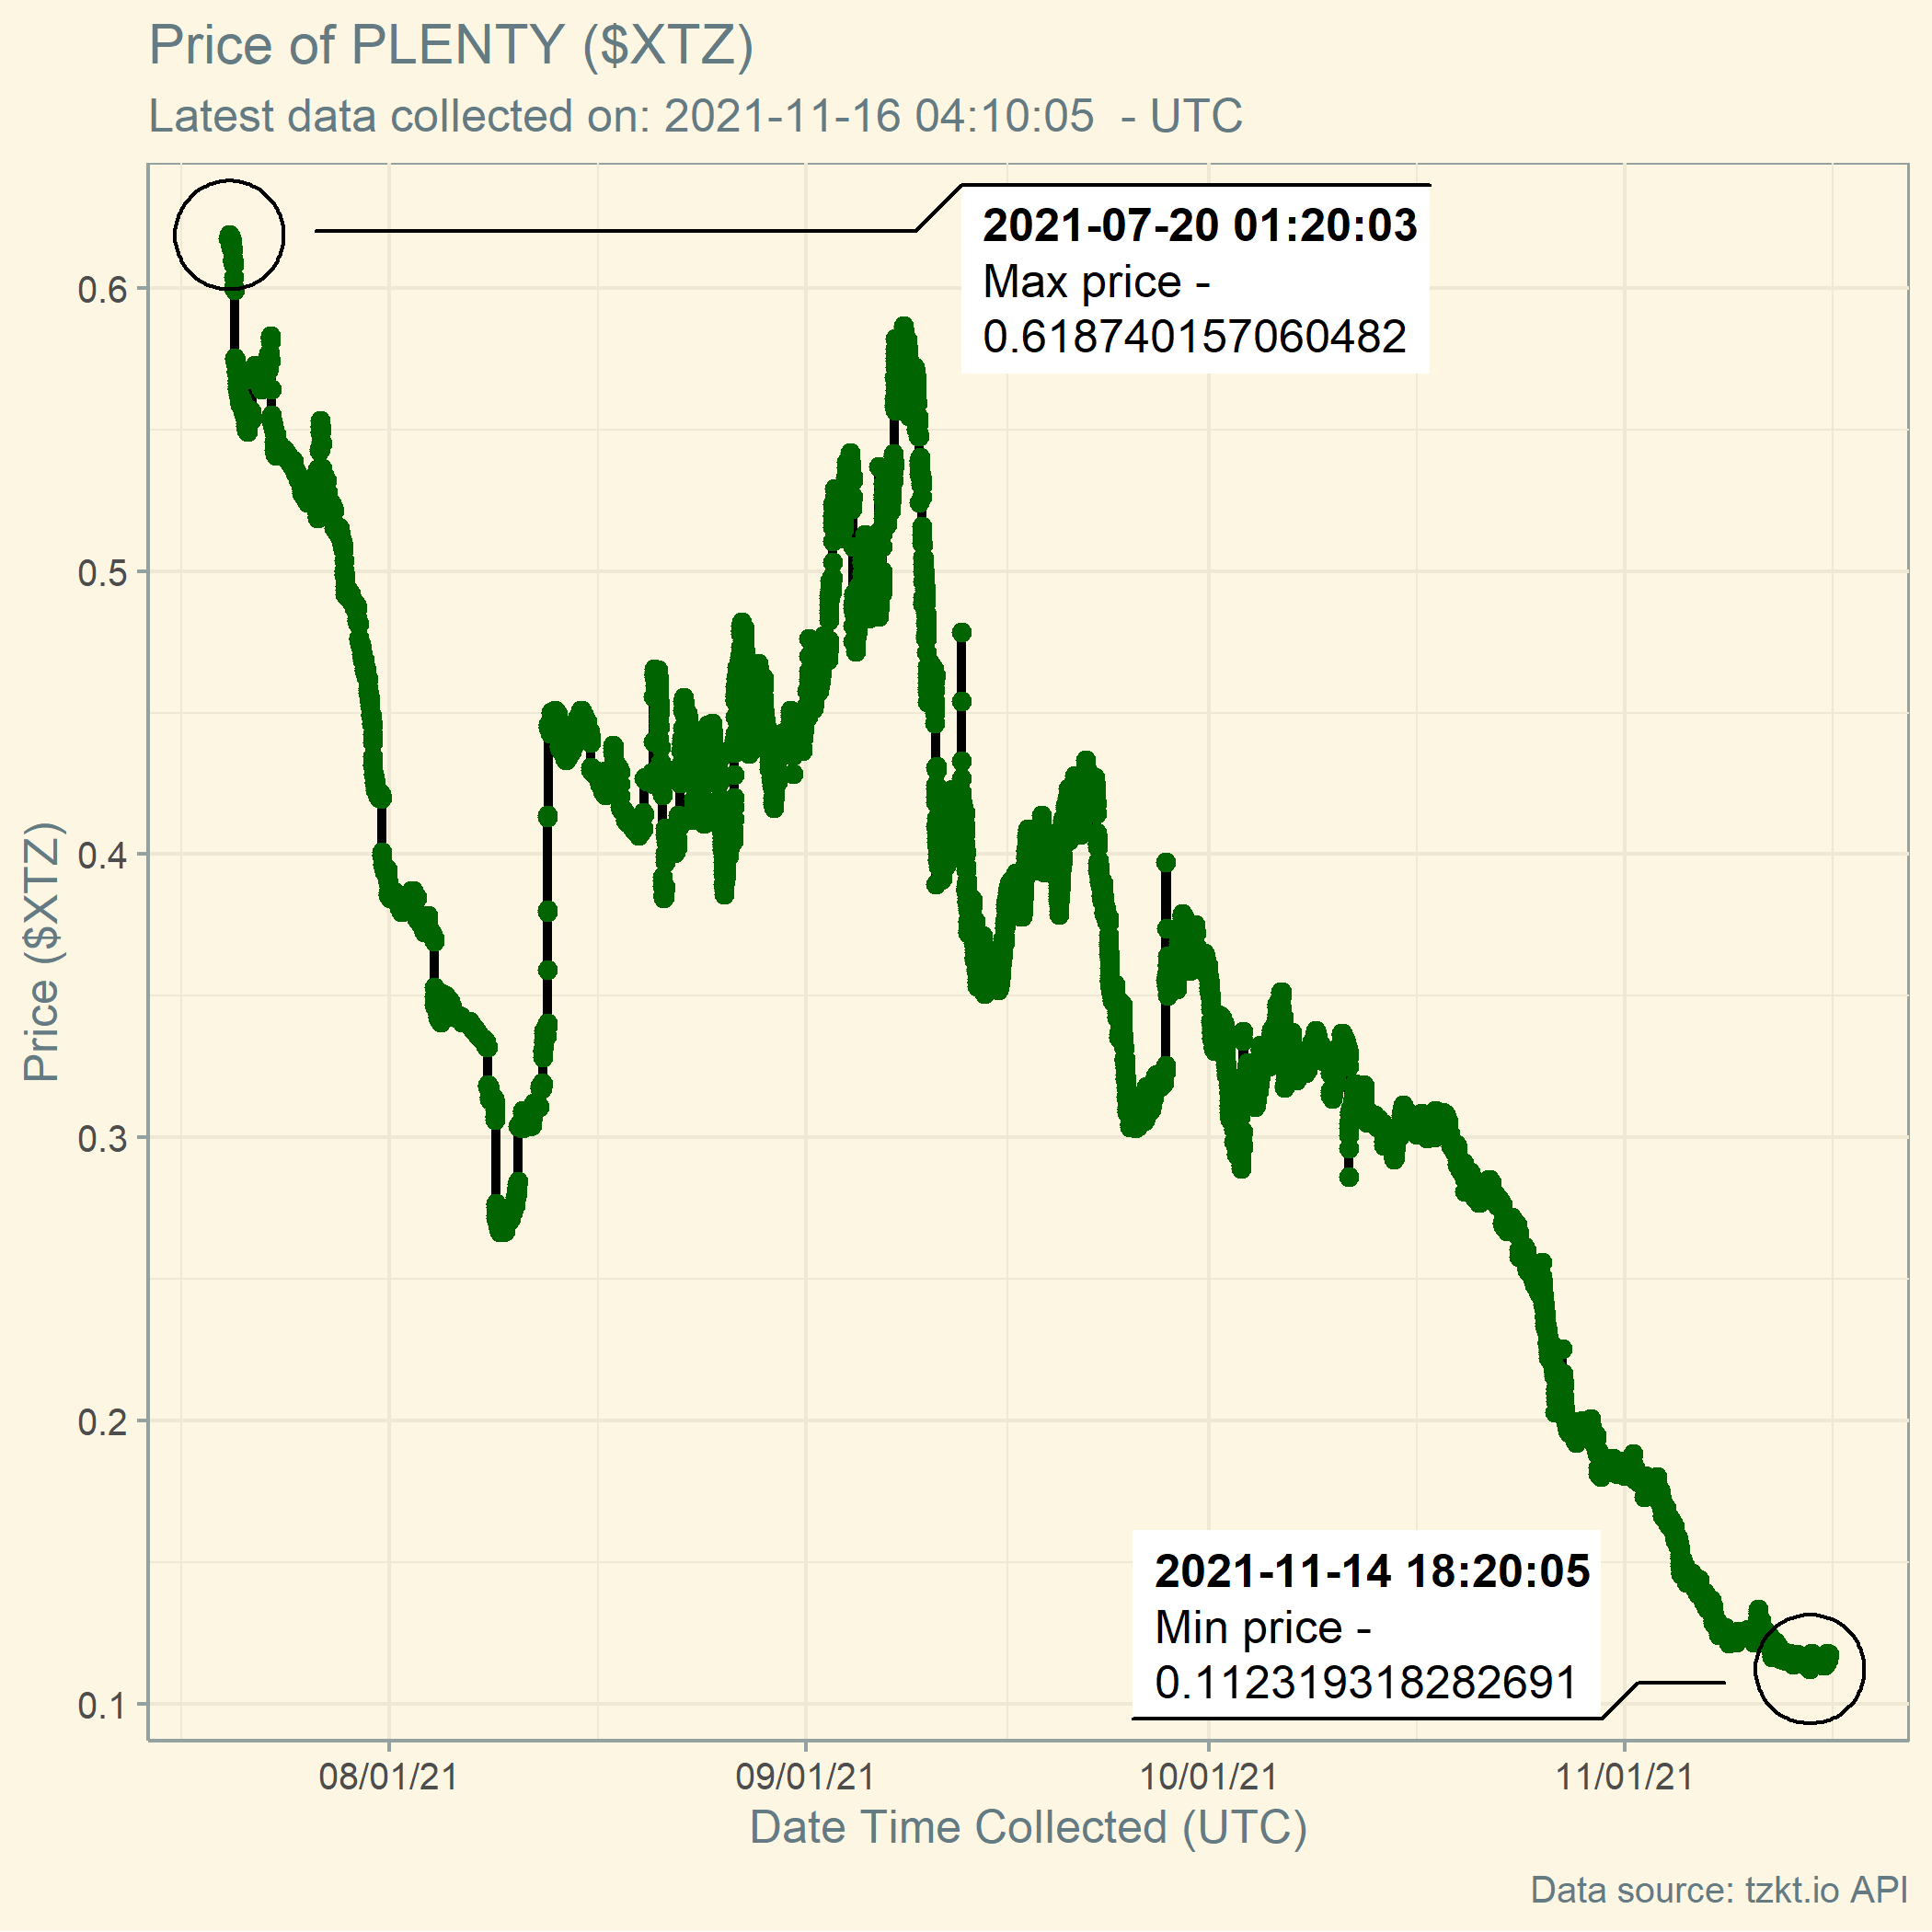 Price of PLENTY ($XTZ)
Latest data collected on: 2021-11-16 04:10:05  - UTC
2021-07-20 01:20:03
Max price -
0.618740157060482
0.6
0.5
0.4
0.3
0.2
0.1
Price ($XTZ)
2021-11-14 18:20:05
Min price -
0.112319318282691
08/01/21
09/01/21
10/01/21
11/01/21
Date Time Collected (UTC)
Data source: tzkt.io API